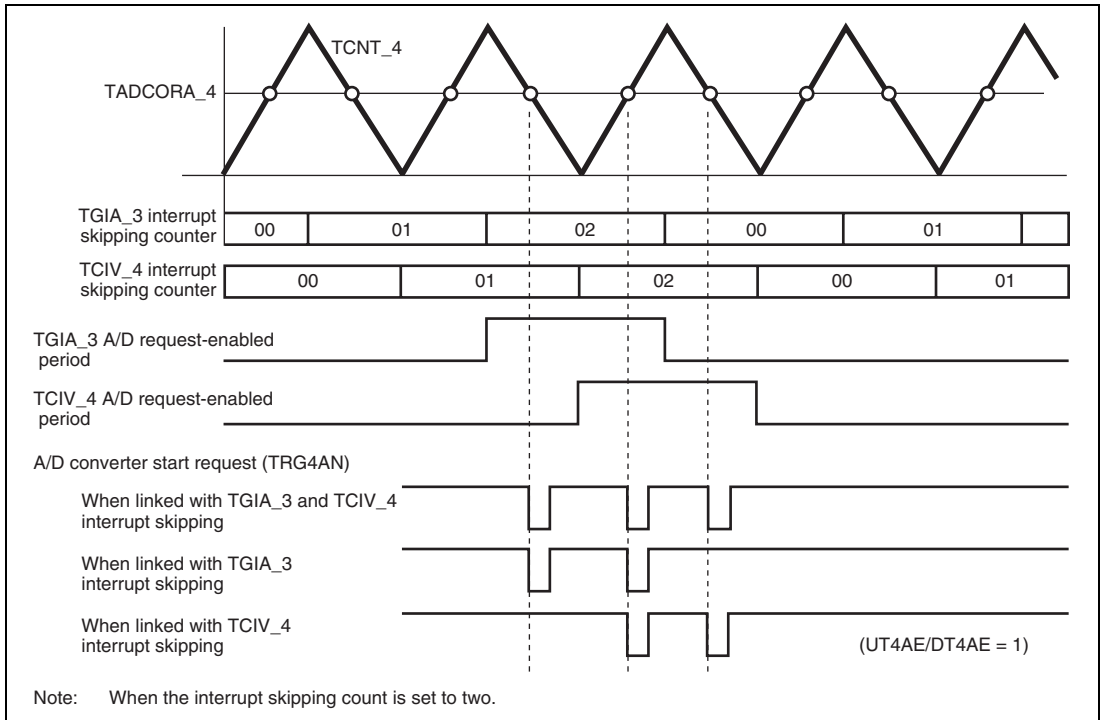 TCNT_4
TADCORA_4
TGIA_3 interrupt
skipping counter
00 01 02 00 01
TCIV_4 interrupt
skipping counter
00 01 02 00 01
TGIA_3 A/D request-enabled
period
TCIV_4 A/D request-enabled
period
A/D converter start request (TRG4AN)
When linked with TGIA_3 and TCIV_4
interrupt skipping
When linked with TGIA_3
interrupt skipping
When linked with TCIV_4
interrupt skipping
(UT4AE/DT4AE = 1)
Note: When the interrupt skipping count is set to two.